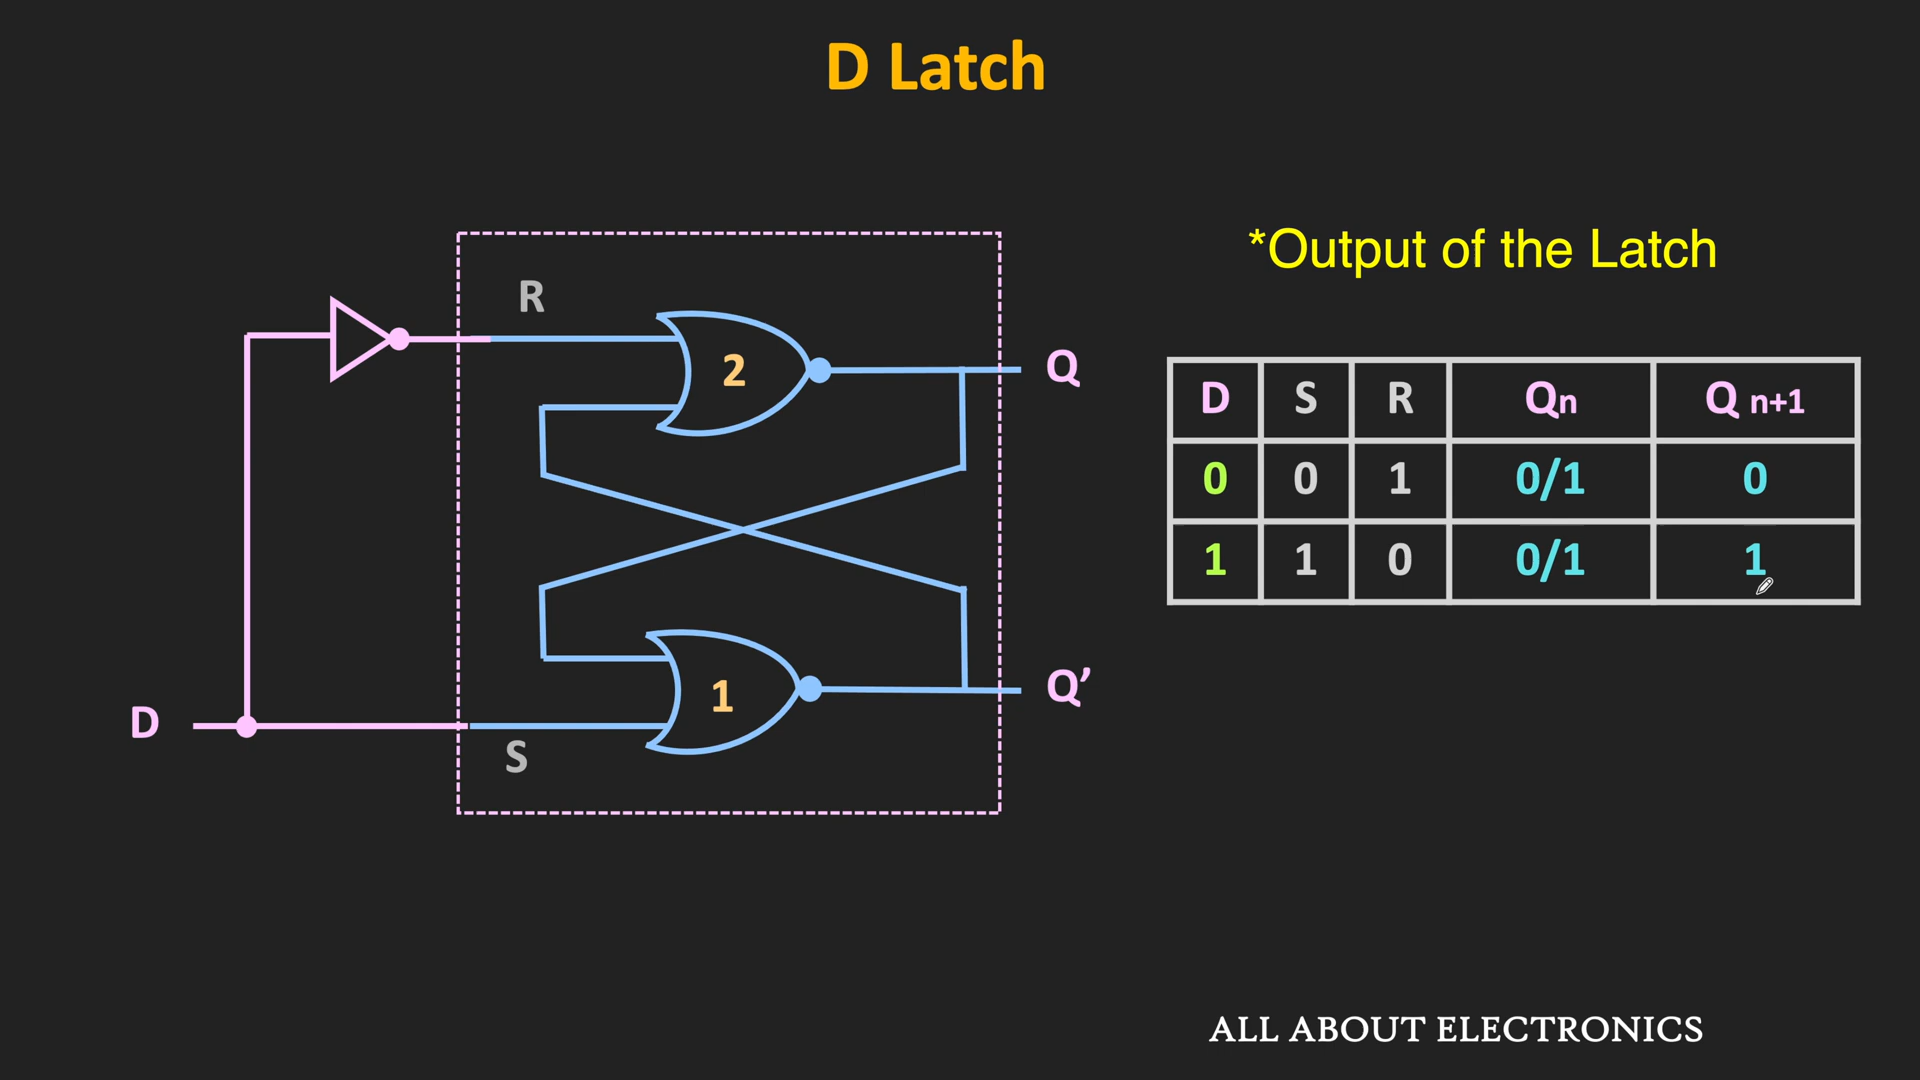 D Latch
*Output of the Latch
R
2
Q
D S R Qn Q n+1
0 0 1 0/1 0
1 1 0 0/1 1
1
Q’
D
S
ALL ABOUT ELECTRONICS